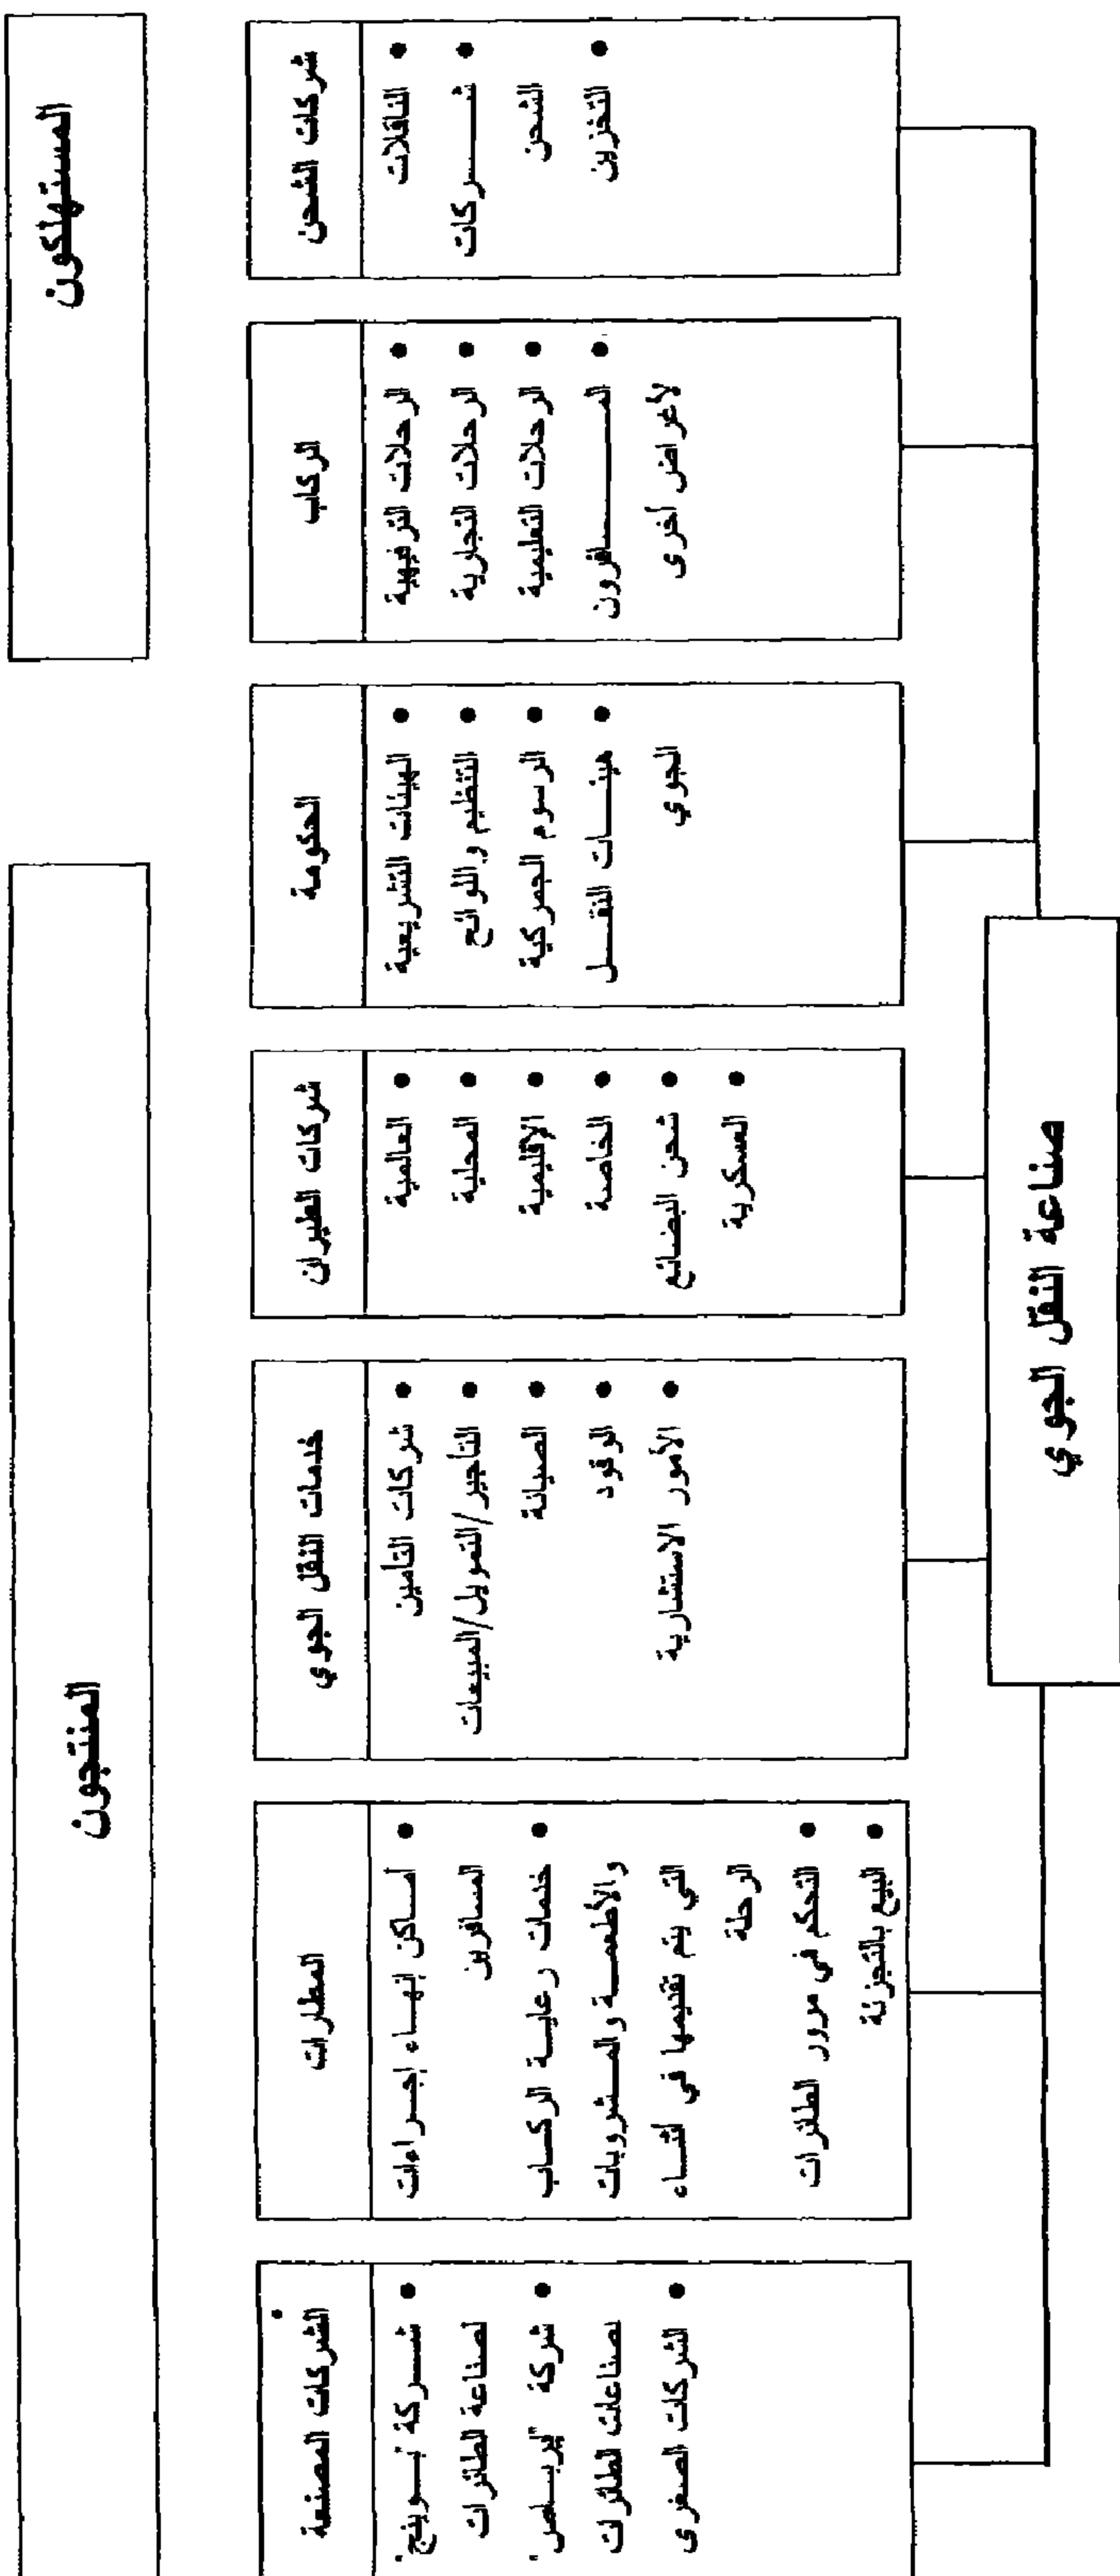 المستهلكون
المنتجون
شركات الشحن
• الناقلات
• شركات
الشحن
• التخزين
الركاب
• الرحلات الترفيهية
• الرحلات التجارية
• الرحلات التعليمية
• المسافرون
لأغراض أخرى
الحكومة
• الهيئات التشريعية
• التنظيم واللوائح
• الرسوم الجمركية
• هيئات النقل
الجوي
شركات الطيران
• العالمية
• المحلية
• الإقليمية
• الخاصة
• شحن البضائع
• العسكرية
خدمات النقل الجوي
• شركات التأمين
• التأجير/التمويل/المبيعات
• الصيانة
• الوقود
• الأمور الاستشارية
المطارات
• أماكن إنهاء إجراءات
المسافرين
• خدمات رعاية الركاب
والأطعمة والمشروبات
التي يتم تقديمها في أثناء
الرحلة
• التحكم في مرور الطائرات
• البيع بالتجزئة
الشركات المصنعة
• شركة "بوينج"
لصناعة الطائرات
• شركة "إيرباص"
لصناعات الطائرات
• الشركات الصغرى
صناعة النقل الجوي